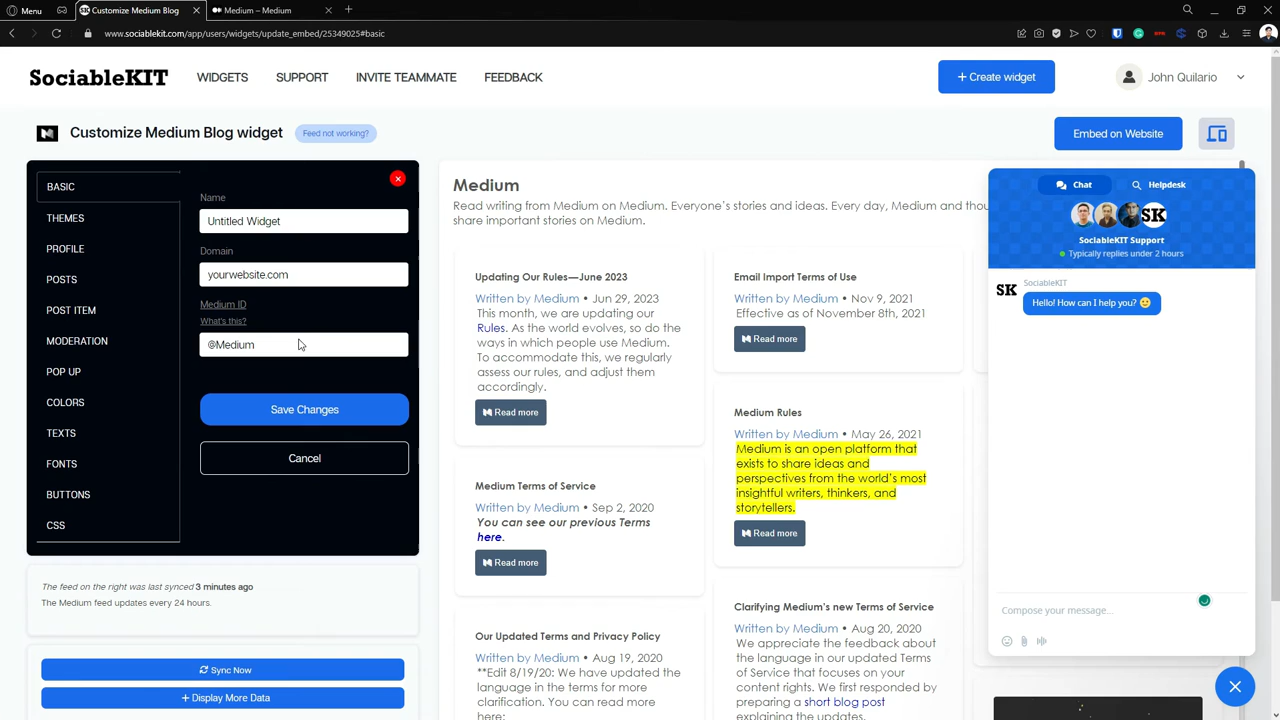 Menu
Customize Medium Blog
Medium – Medium
www.sociablekit.com/app/users/widgets/update_embed/25349025#basic
SociableKIT
WIDGETS
SUPPORT
INVITE TEAMMATE
FEEDBACK
+ Create widget
John Quilario
Customize Medium Blog widget
Feed not working?
Embed on Website
BASIC
THEMES
PROFILE
POSTS
POST ITEM
MODERATION
POP UP
COLORS
TEXTS
FONTS
BUTTONS
CSS
Name
Untitled Widget
Domain
yourwebsite.com
Medium ID
What's this?
@Medium
Save Changes
Cancel
The feed on the right was last synced 3 minutes ago
The Medium feed updates every 24 hours.
Sync Now
+ Display More Data
Medium
Read writing from Medium on Medium. Everyone's stories and ideas. Every day, Medium and thou
share important stories on Medium.
Updating Our Rules—June 2023
Written by Medium • Jun 29, 2023
This month, we are updating our
Rules. As the world evolves, so do the
ways in which people use Medium.
To accommodate this, we regularly
assess our rules, and adjust them
accordingly.
Read more
Medium Terms of Service
Written by Medium • Sep 2, 2020
You can see our previous Terms
here.
Read more
Our Updated Terms and Privacy Policy
Written by Medium • Aug 19, 2020
**Edit 8/19/20: We have updated the
language in the terms for more
clarification. You can read more
here:
Email Import Terms of Use
Written by Medium • Nov 9, 2021
Effective as of November 8th, 2021
Read more
Medium Rules
Written by Medium • May 26, 2021
Medium is an open platform that
exists to share ideas and
perspectives from the world's most
insightful writers, thinkers, and
storytellers.
Read more
Clarifying Medium's new Terms of Service
Written by Medium • Aug 20, 2020
We appreciate the feedback about
the language in our updated Terms
of Service that focuses on your
content rights. We first responded by
preparing a short blog post
explaining the updates.
Chat
Helpdesk
SK
SociableKIT Support
Typically replies under 2 hours
SK
SociableKIT
Hello! How can I help you? 🙂
Compose your message...